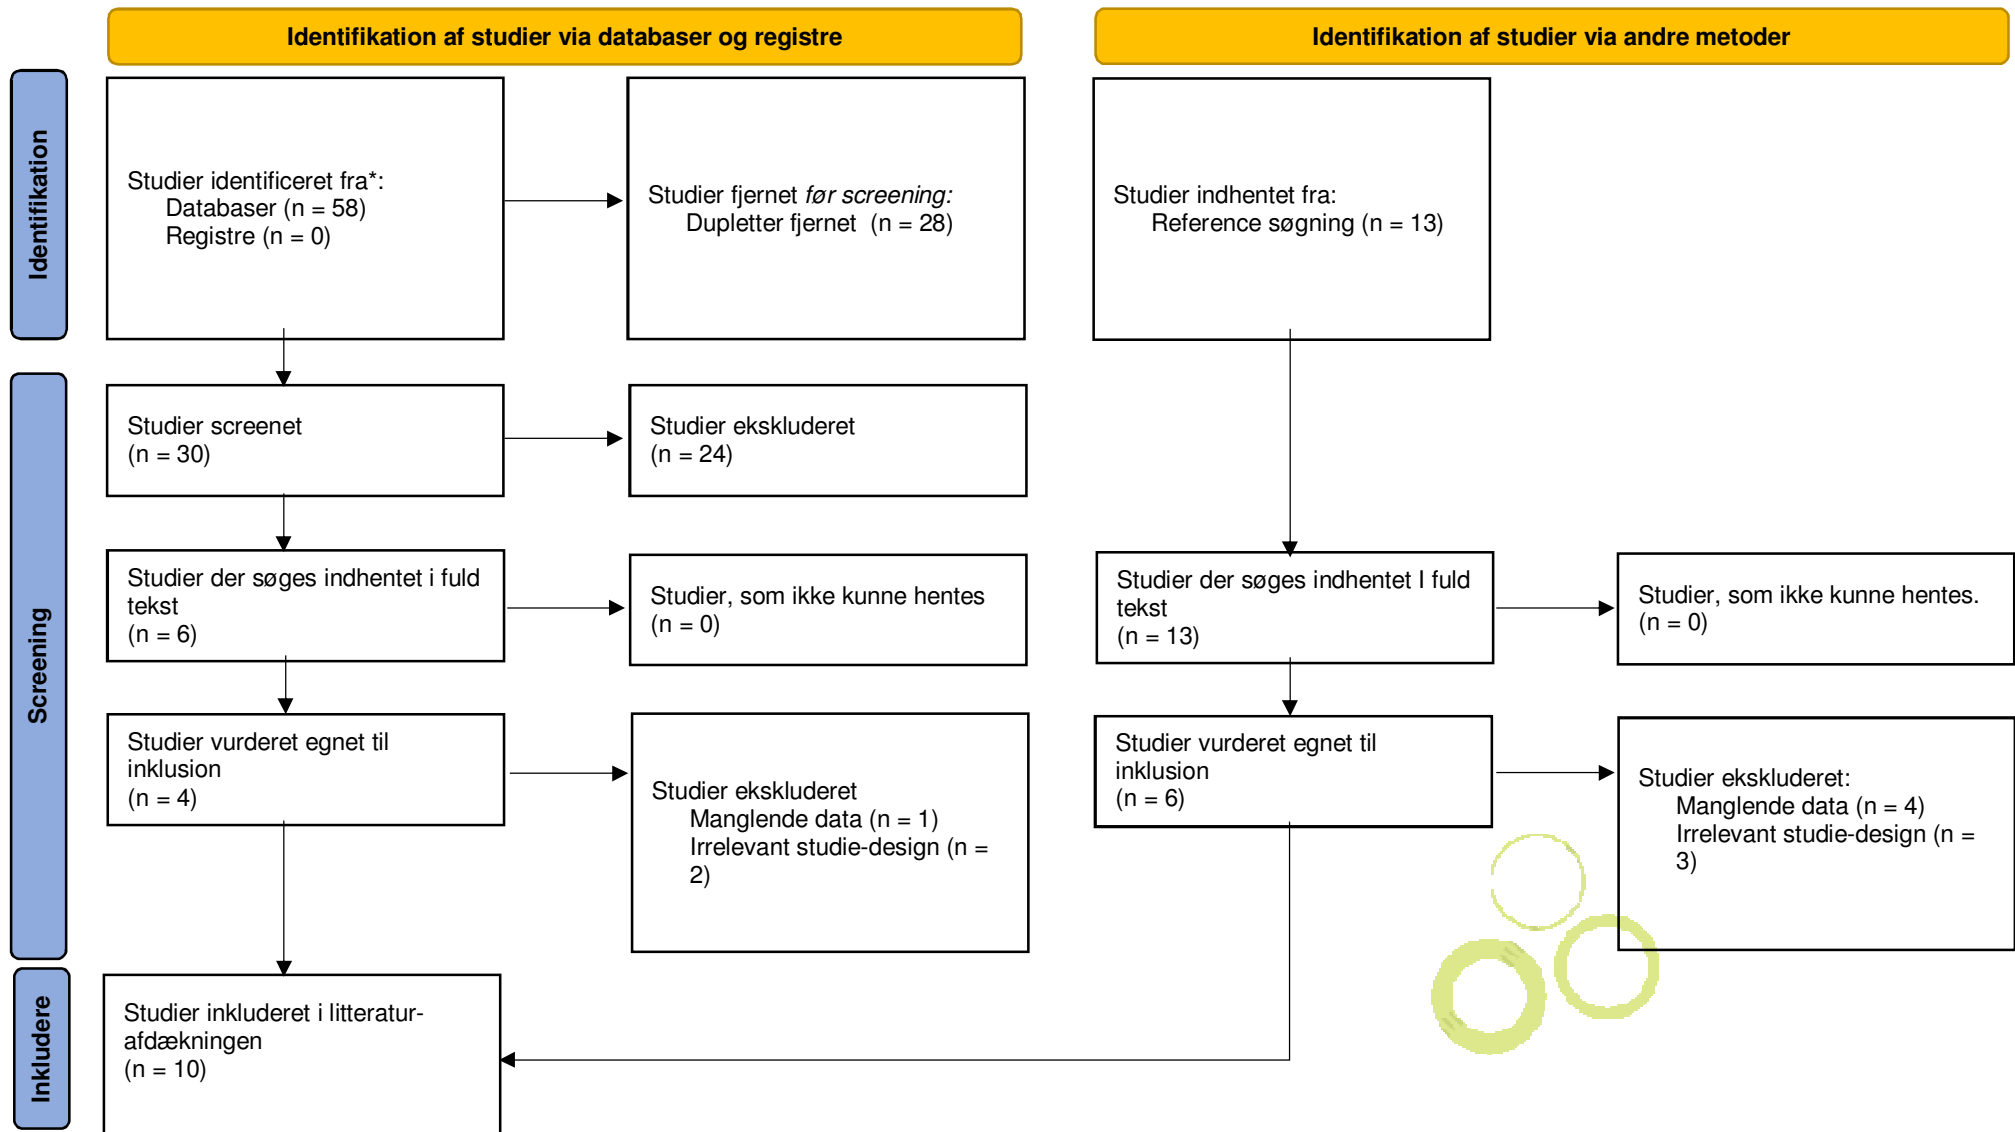 Identifikation af studier via databaser og registre
Identifikation af studier via andre metoder
Identifikation
Studier identificeret fra*:
Databaser (n = 58)
Registre (n = 0)
Studier fjernet før screening:
Dupletter fjernet  (n = 28)
Studier indhentet fra:
Reference søgning (n = 13)
Screening
Studier screenet
(n = 30)
Studier ekskluderet
(n = 24)
Studier der søges indhentet i fuld
tekst
(n = 6)
Studier, som ikke kunne hentes
(n = 0)
Studier der søges indhentet I fuld
tekst
(n = 13)
Studier, som ikke kunne hentes.
(n = 0)
Studier vurderet egnet til
inklusion
(n = 4)
Studier ekskluderet
Manglende data (n = 1)
Irrelevant studie-design (n =
2)
Studier vurderet egnet til
inklusion
(n = 6)
Studier ekskluderet:
Manglende data (n = 4)
Irrelevant studie-design (n =
3)
Inkludere
Studier inkluderet i litteratur-
afdækningen
(n = 10)